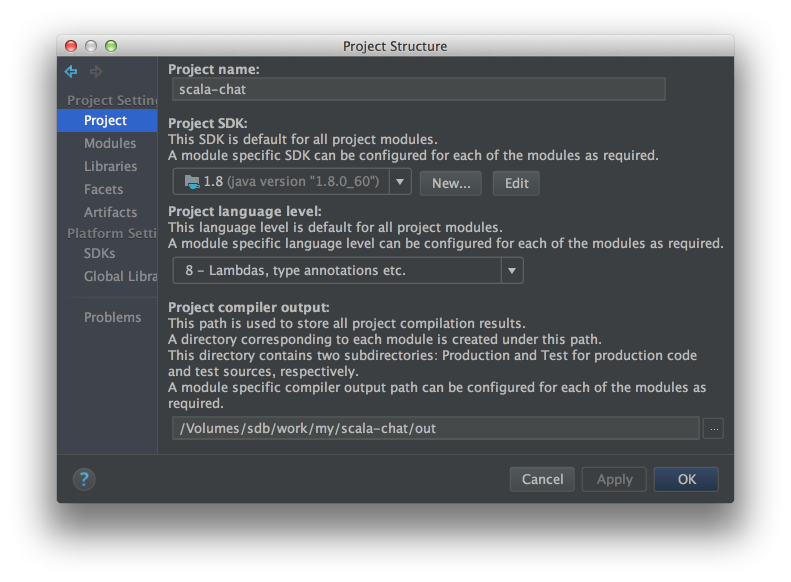 Project Structure
Project Settin
Project
Modules
Libraries
Facets
Artifacts
Platform Setti
SDKs
Global Libra
Problems
Project name:
scala-chat
Project SDK:
This SDK is default for all project modules.
A module specific SDK can be configured for each of the modules as required.
1.8 (java version "1.8.0_60")
New...
Edit
Project language level:
This language level is default for all project modules.
A module specific language level can be configured for each of the modules as required.
8 – Lambdas, type annotations etc.
Project compiler output:
This path is used to store all project compilation results.
A directory corresponding to each module is created under this path.
This directory contains two subdirectories: Production and Test for production code
and test sources, respectively.
A module specific compiler output path can be configured for each of the modules as
required.
/Volumes/sdb/work/my/scala-chat/out
...
?
Cancel
Apply
OK